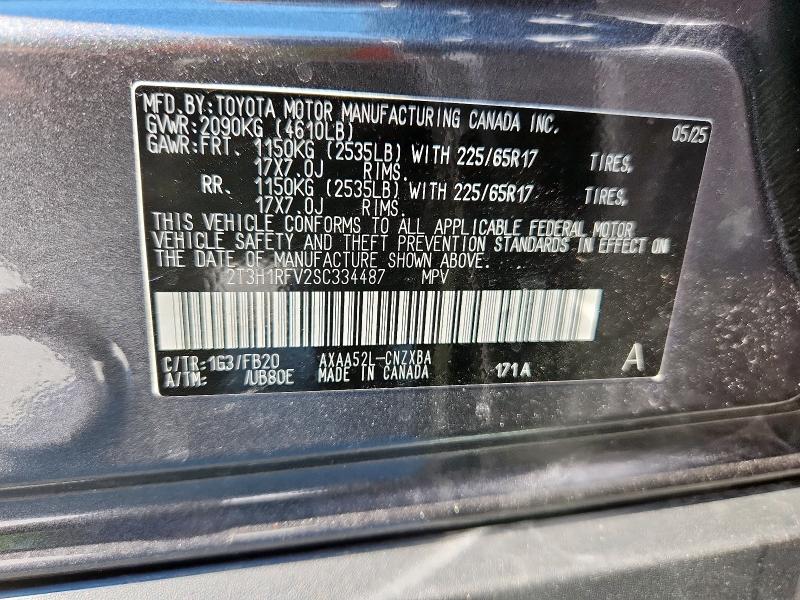 MFD.BY:TOYOTA MOTOR MANUFACTURING CANADA INC.
GVWR:2090KG (4610LB) 05/25
GAWR:FRT. 1150KG (2535LB) WITH 225/65R17 TIRES,
17X7.0J RIMS.
RR. 1150KG (2535LB) WITH 225/65R17 TIRES,
17X7.0J RIMS.
THIS VEHICLE CONFORMS TO ALL APPLICABLE FEDERAL MOTOR
VEHICLE SAFETY AND THEFT PREVENTION STANDARDS IN EFFECT ON
THE DATE OF MANUFACTURE SHOWN ABOVE.
2T3H1RFV2SC334487 MPV
C/TR:1G3/FB20 AXAA52L-CNZXBA A
A/TM: /UB80E MADE IN CANADA 171A